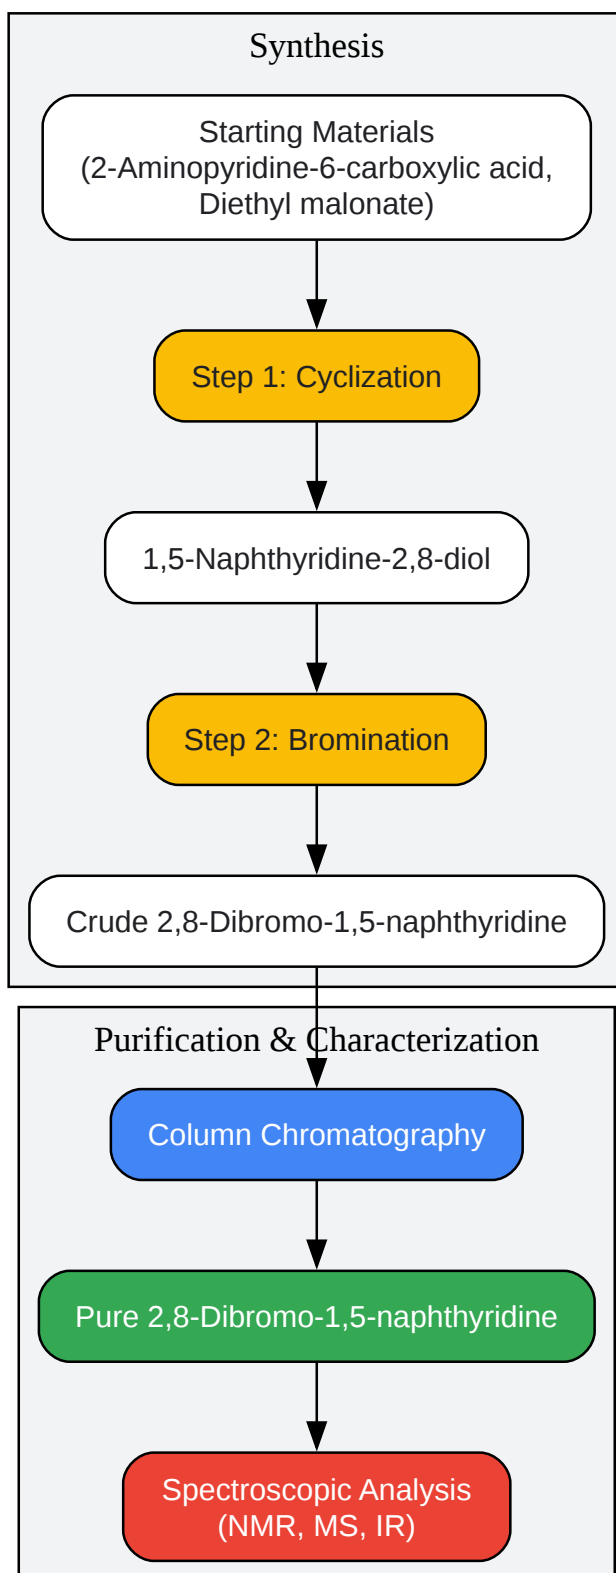 Synthesis
Starting Materials
(2-Aminopyridine-6-carboxylic acid,
Diethyl malonate)
Step 1: Cyclization
1,5-Naphthyridine-2,8-diol
Step 2: Bromination
Crude 2,8-Dibromo-1,5-naphthyridine
Purification & Characterization
Column Chromatography
Pure 2,8-Dibromo-1,5-naphthyridine
Spectroscopic Analysis
(NMR, MS, IR)